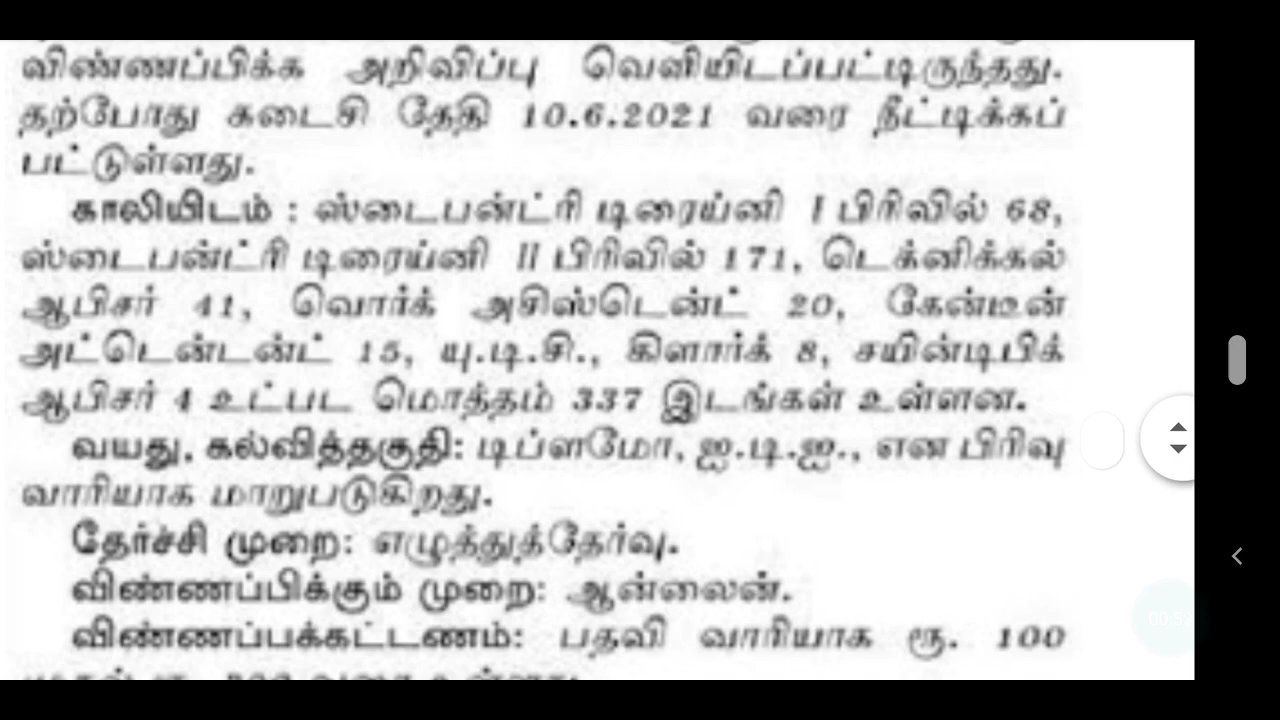 விண்ணப்பிக்க அறிவிப்பு வெளியிடப்பட்டிருந்தது.
தற்போது கடைசி தேதி 10.6.2021 வரை நீட்டிக்கப்
பட்டுள்ளது.
காலியிடம் : ஸ்டைபன்ட்ரி டிரைய்னி I பிரிவில் 68,
ஸ்டைபன்ட்ரி டிரைய்னி II பிரிவில் 171, டெக்னிக்கல்
ஆபிசர் 41, வொர்க் அசிஸ்டென்ட் 20, கேன்டீன்
அட்டென்டன்ட் 15, யு.டி.சி., கிளார்க் 8, சயின்டிபிக்
ஆபிசர் 4 உட்பட மொத்தம் 337 இடங்கள் உள்ளன.
வயது, கல்வித்தகுதி: டிப்ளமோ, ஐ.டி.ஐ., என பிரிவு
வாரியாக மாறுபடுகிறது.
தேர்ச்சி முறை: எழுத்துத்தேர்வு.
விண்ணப்பிக்கும் முறை: ஆன்லைன்.
விண்ணப்பக்கட்டணம்: பதவி வாரியாக ரூ. 100
00:52